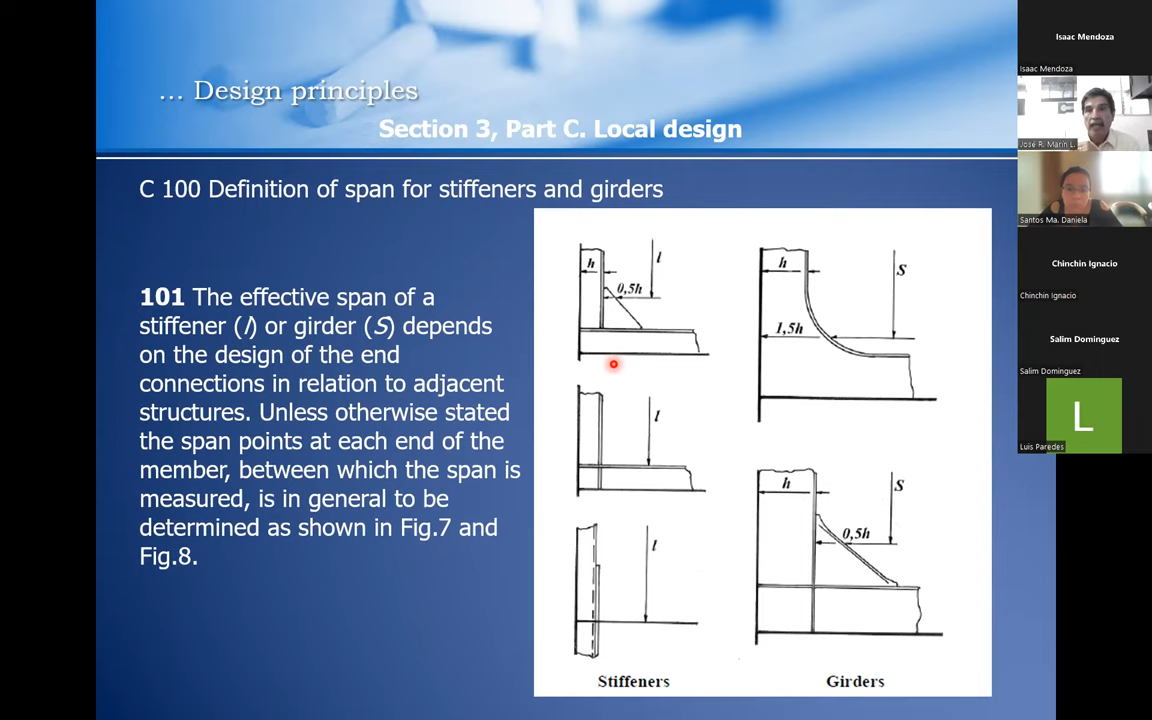 ... Design principles
Section 3, Part C. Local design
C 100 Definition of span for stiffeners and girders
101 The effective span of a
stiffener (l) or girder (S) depends
on the design of the end
connections in relation to adjacent
structures. Unless otherwise stated
the span points at each end of the
member, between which the span is
measured, is in general to be
determined as shown in Fig.7 and
Fig.8.
h
l
0,5h
l
l
Stiffeners
h
S
1,5h
h
S
0,5h
Girders
Isaac Mendoza
Isaac Mendoza
José R. Marín L.
Santos Ma. Daniela
Chinchin Ignacio
Chinchin Ignacio
Salim Dominguez
Salim Dominguez
L
Luis Paredes